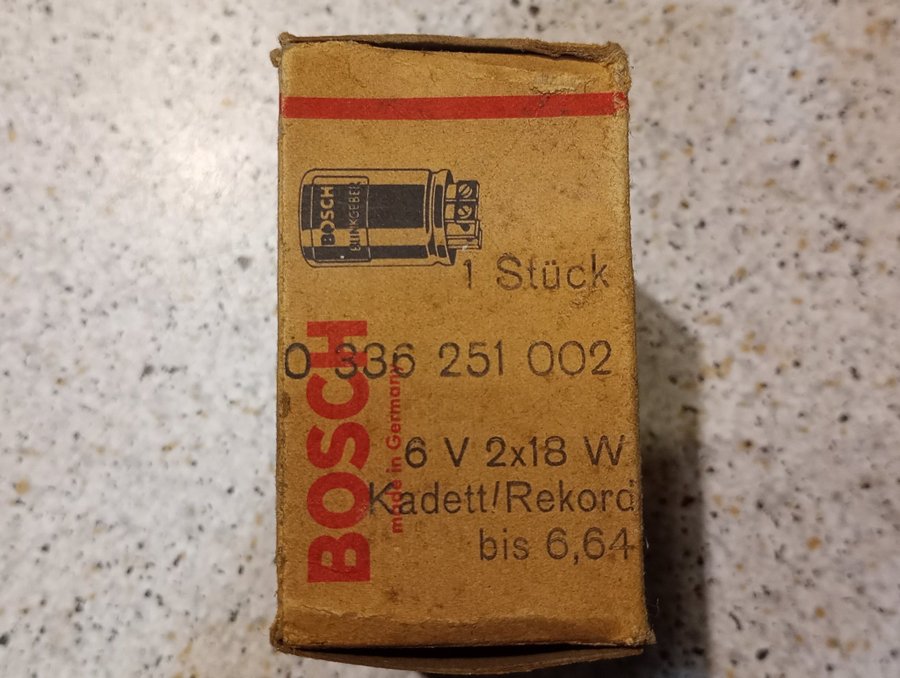 BOSCH
BLINKGEBER
1 Stück
0 336 251 002
BOSCH
made in Germany
6 V 2x18 W
Kadett/Rekord
bis 6,64